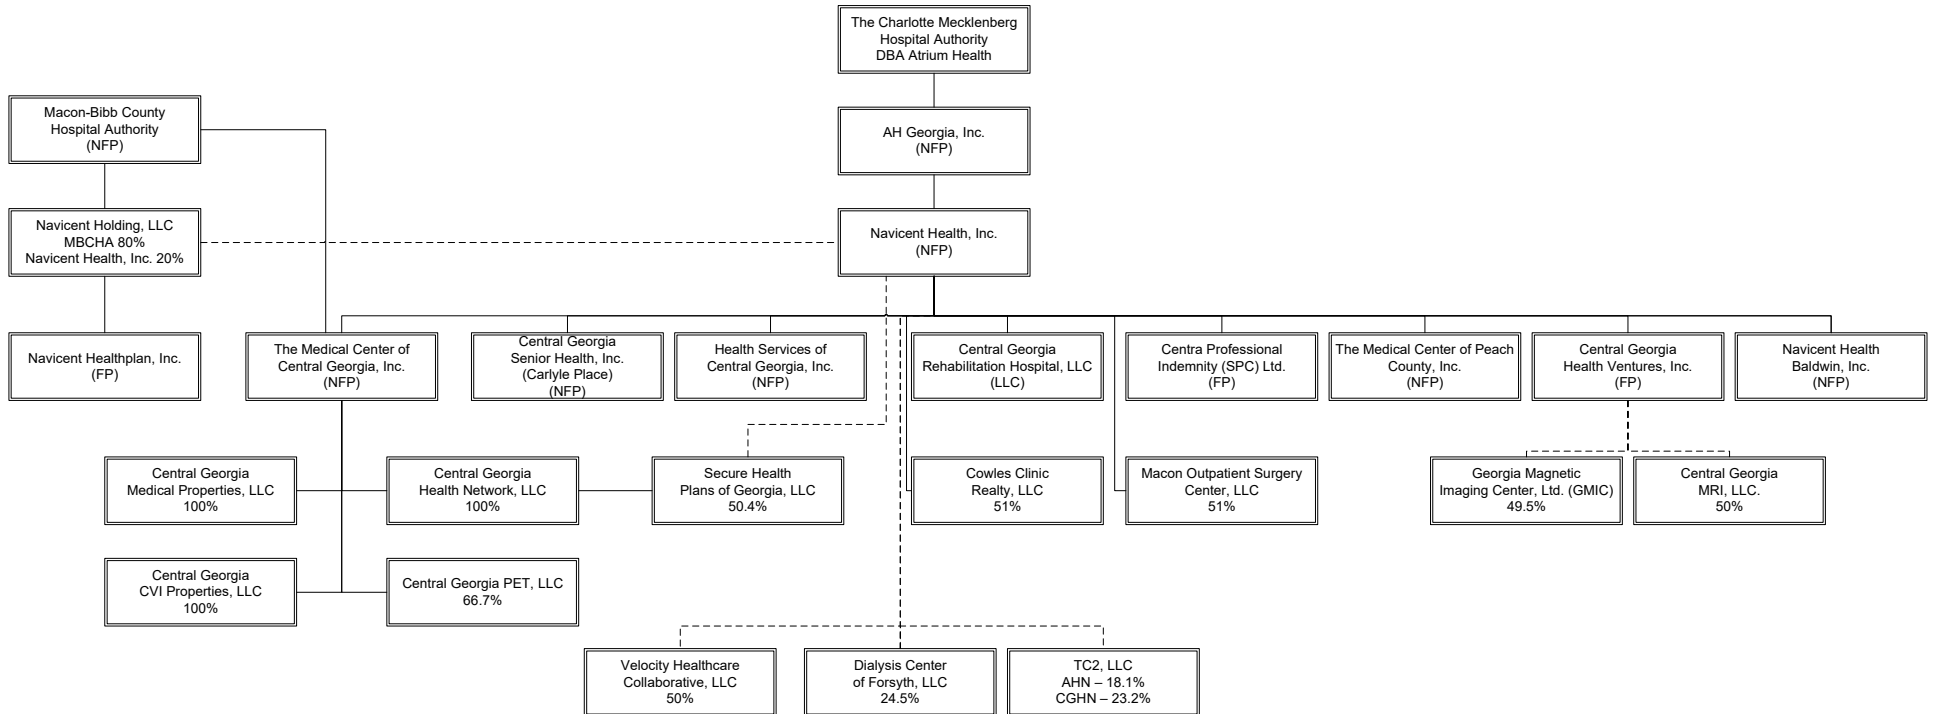 The Charlotte Mecklenberg
Hospital Authority
DBA Atrium Health
Macon-Bibb County
Hospital Authority
(NFP)
AH Georgia, Inc.
(NFP)
Navicent Holding, LLC
MBCHA 80%
Navicent Health, Inc. 20%
Navicent Health, Inc.
(NFP)
Navicent Healthplan, Inc.
(FP)
The Medical Center of
Central Georgia, Inc.
(NFP)
Central Georgia
Senior Health, Inc.
(Carlyle Place)
(NFP)
Health Services of
Central Georgia, Inc.
(NFP)
Central Georgia
Rehabilitation Hospital, LLC
(LLC)
Centra Professional
Indemnity (SPC) Ltd.
(FP)
The Medical Center of Peach
County, Inc.
(NFP)
Central Georgia
Health Ventures, Inc.
(FP)
Navicent Health
Baldwin, Inc.
(NFP)
Central Georgia
Medical Properties, LLC
100%
Central Georgia
Health Network, LLC
100%
Secure Health
Plans of Georgia, LLC
50.4%
Cowles Clinic
Realty, LLC
51%
Macon Outpatient Surgery
Center, LLC
51%
Georgia Magnetic
Imaging Center, Ltd. (GMIC)
49.5%
Central Georgia
MRI, LLC.
50%
Central Georgia
CVI Properties, LLC
100%
Central Georgia PET, LLC
66.7%
Velocity Healthcare
Collaborative, LLC
50%
Dialysis Center
of Forsyth, LLC
24.5%
TC2, LLC
AHN – 18.1%
CGHN – 23.2%